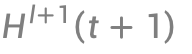 H^{l+1}(t + 1)